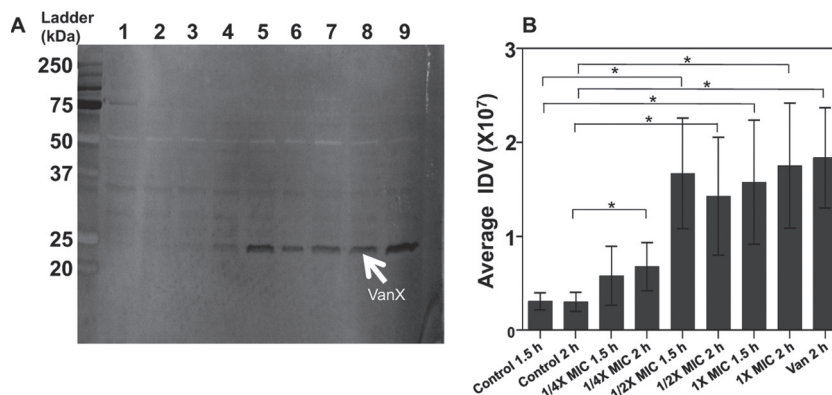 A
Ladder
(kDa)
1 2 3 4 5 6 7 8 9
250
75
50
37
25
20
VanX
B
Average IDV (X10⁷)
3
2
1
0
* * * * * 
Control 1.5 h
Control 2 h
1/4X MIC 1.5 h
1/4X MIC 2 h
1/2X MIC 1.5 h
1/2X MIC 2 h
1X MIC 1.5 h
1X MIC 2 h
Van 2 h